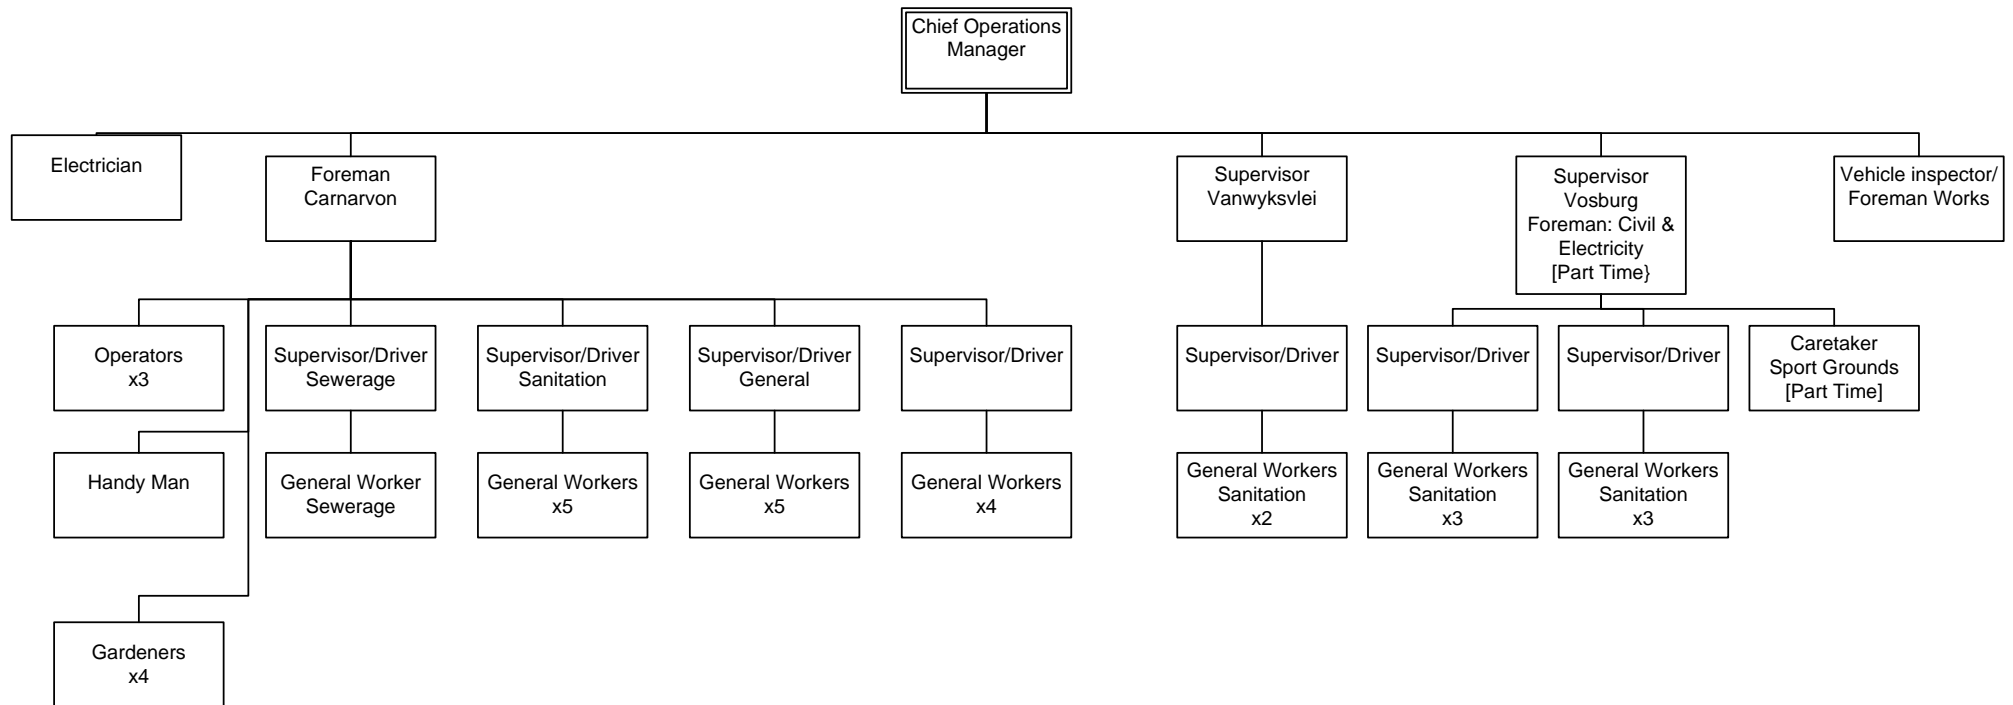 Chief Operations
Manager
Electrician
Foreman
Carnarvon
Supervisor
Vanwyksvlei
Supervisor
Vosburg
Foreman: Civil &
Electricity
[Part Time}
Vehicle inspector/
Foreman Works
Operators
x3
Supervisor/Driver
Sewerage
Supervisor/Driver
Sanitation
Supervisor/Driver
General
Supervisor/Driver
Supervisor/Driver
Supervisor/Driver
Supervisor/Driver
Caretaker
Sport Grounds
[Part Time]
Handy Man
General Worker
Sewerage
General Workers
x5
General Workers
x5
General Workers
x4
General Workers
Sanitation
x2
General Workers
Sanitation
x3
General Workers
Sanitation
x3
Gardeners
x4